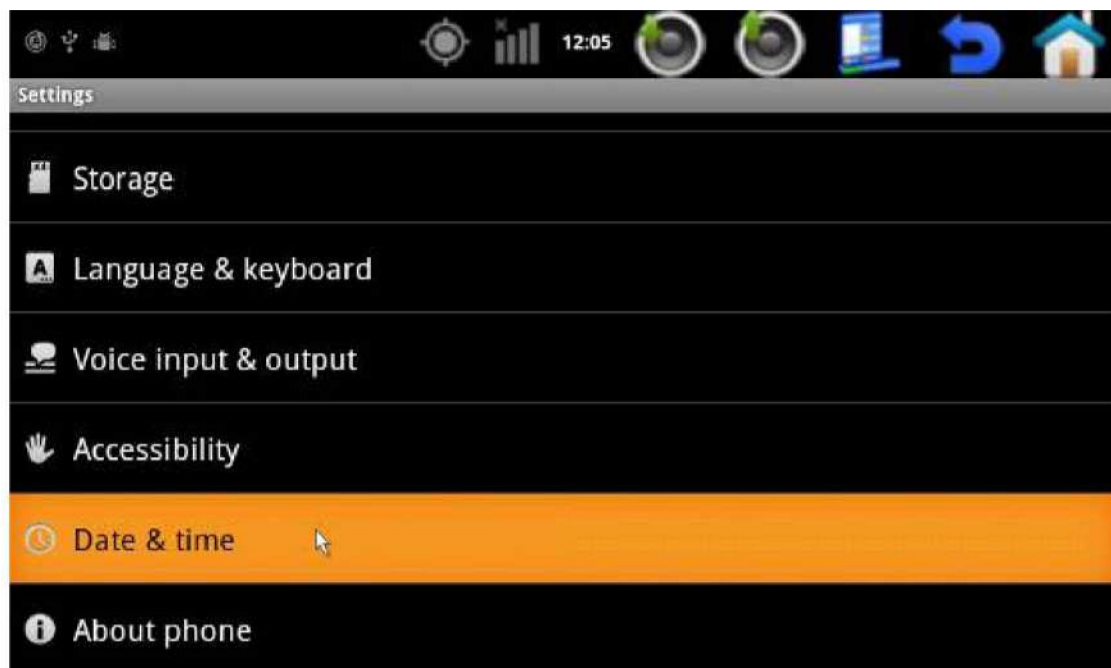 12:05
Settings
Storage
Language & keyboard
Voice input & output
Accessibility
Date & time
About phone